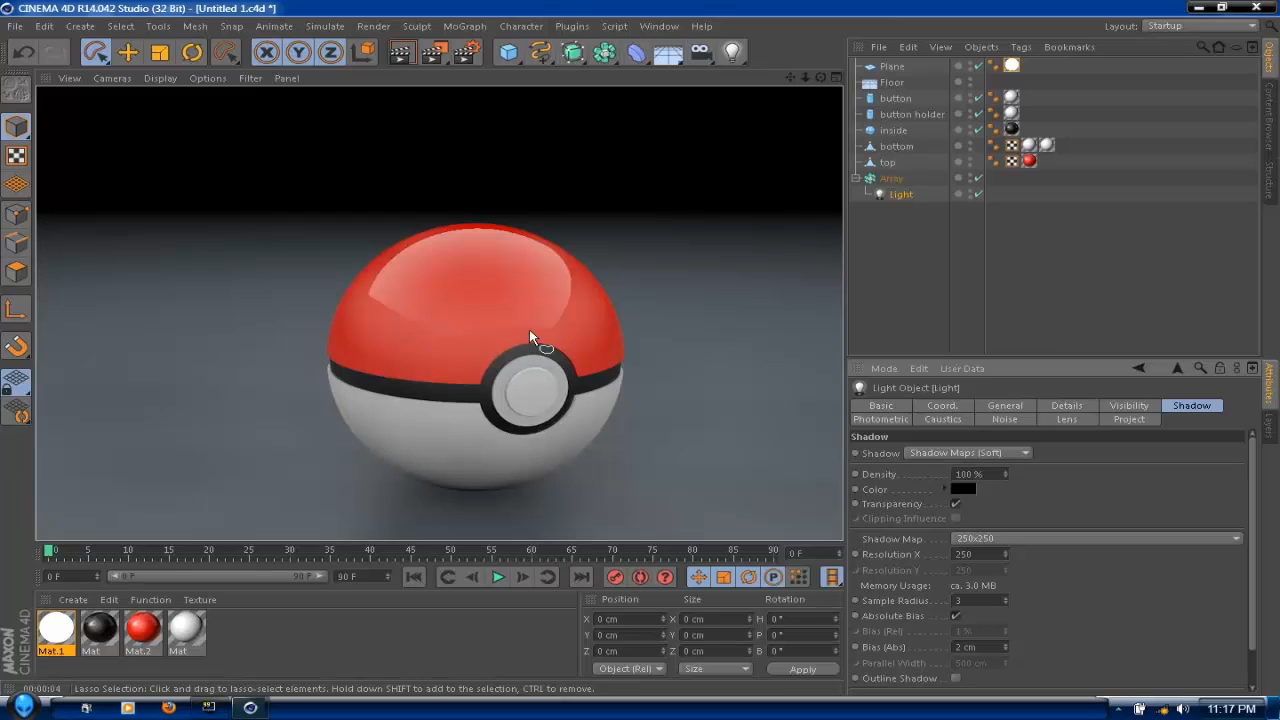 CINEMA 4D R14.042 Studio (32 Bit) - [Untitled 1.c4d *]
File Edit Create Select Tools Mesh Snap Animate Simulate Render Sculpt MoGraph Character Plugins Script Window Help
Layout: Startup
X Y Z
View Cameras Display Options Filter Panel
File Edit View Objects Tags Bookmarks
Plane
Floor
button
button holder
inside
bottom
top
Array
Light
Objects
Content Browser
Structure
Mode Edit User Data
Light Object [Light]
Basic Coord. General Details Visibility Shadow
Photometric Caustics Noise Lens Project
Shadow
Shadow Shadow Maps (Soft)
Density 100 %
Color
Transparency
Clipping Influence
Shadow Map 250x250
Resolution X 250
Resolution Y 250
Memory Usage: ca. 3.0 MB
Sample Radius 3
Absolute Bias
Bias (Rel) 1 %
Bias (Abs) 2 cm
Parallel Width 500 cm
Outline Shadow
Attributes
Layers
0 5 10 15 20 25 30 35 40 45 50 55 60 65 70 75 80 85 90 0 F
0 F 0 F 90 F 90 F
P
Create Edit Function Texture
Mat.1 Mat Mat.2 Mat
Position Size Rotation
X 0 cm X 0 cm H 0 °
Y 0 cm Y 0 cm P 0 °
Z 0 cm Z 0 cm B 0 °
Object (Rel) Size Apply
MAXON
CINEMA 4D
00:00:04 Lasso Selection: Click and drag to lasso-select elements. Hold down SHIFT to add to the selection, CTRL to remove.
11:17 PM